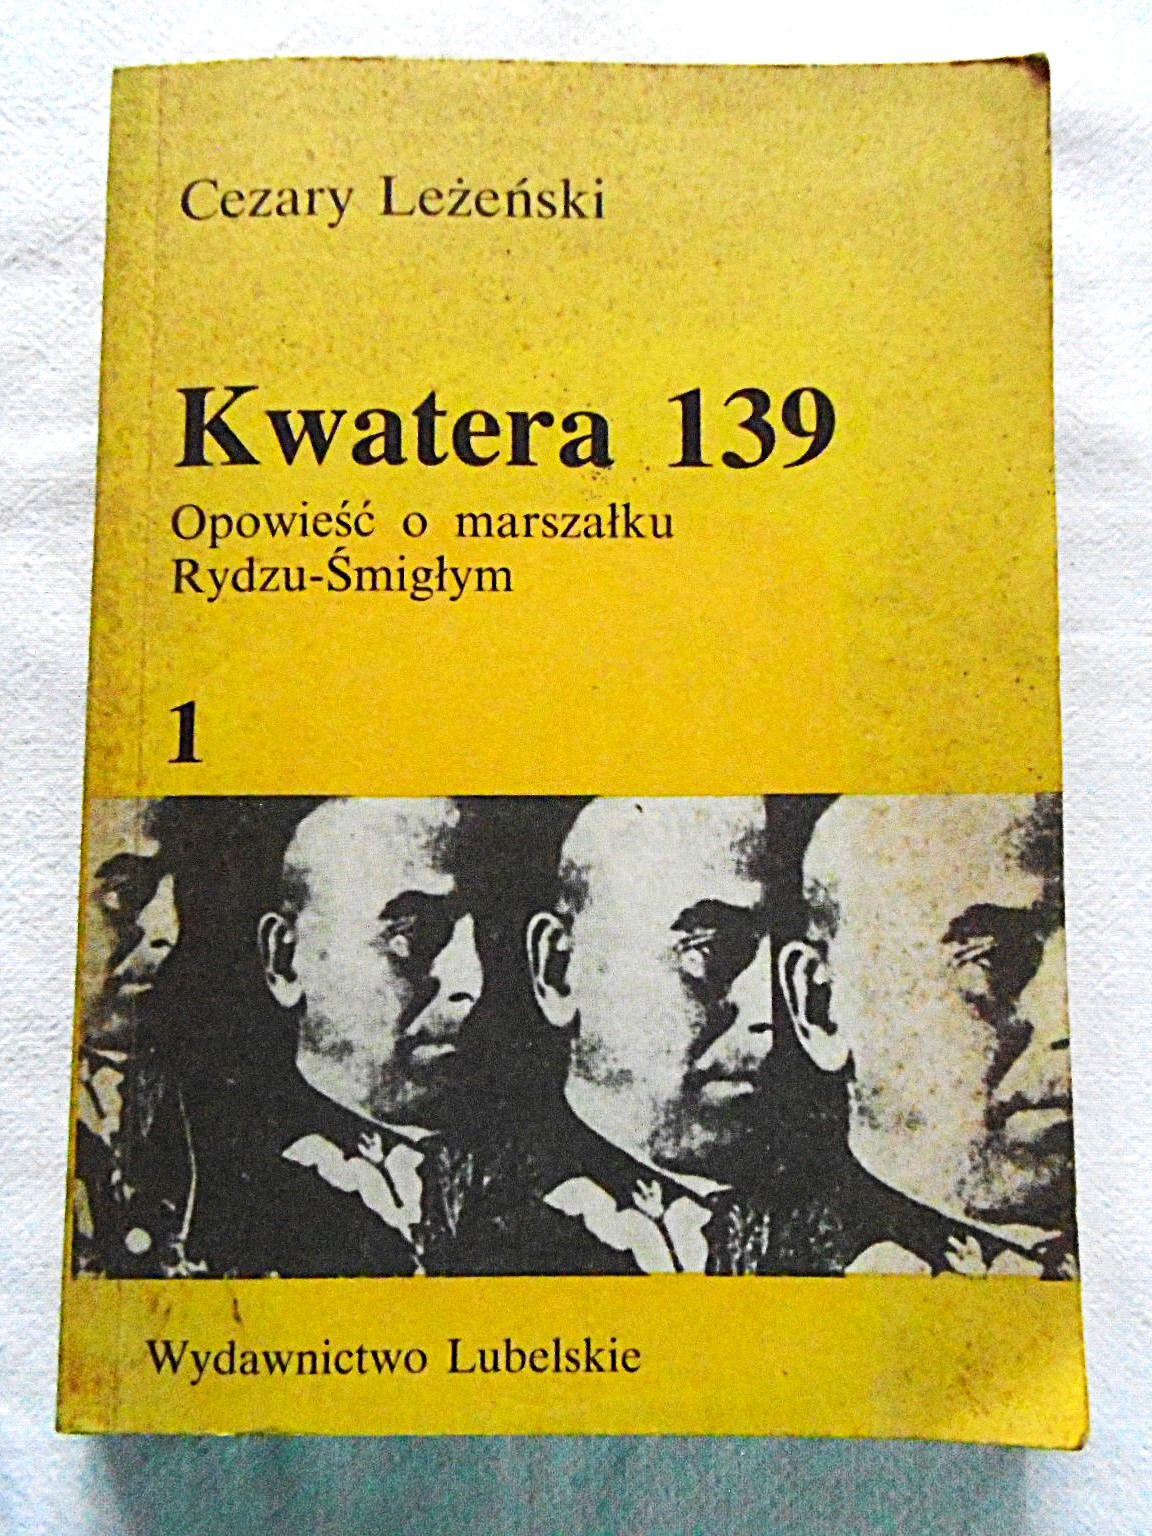 Cezary Leżeński
Kwatera 139
Opowieść o marszałku
Rydzu-Śmigłym
1
Wydawnictwo Lubelskie